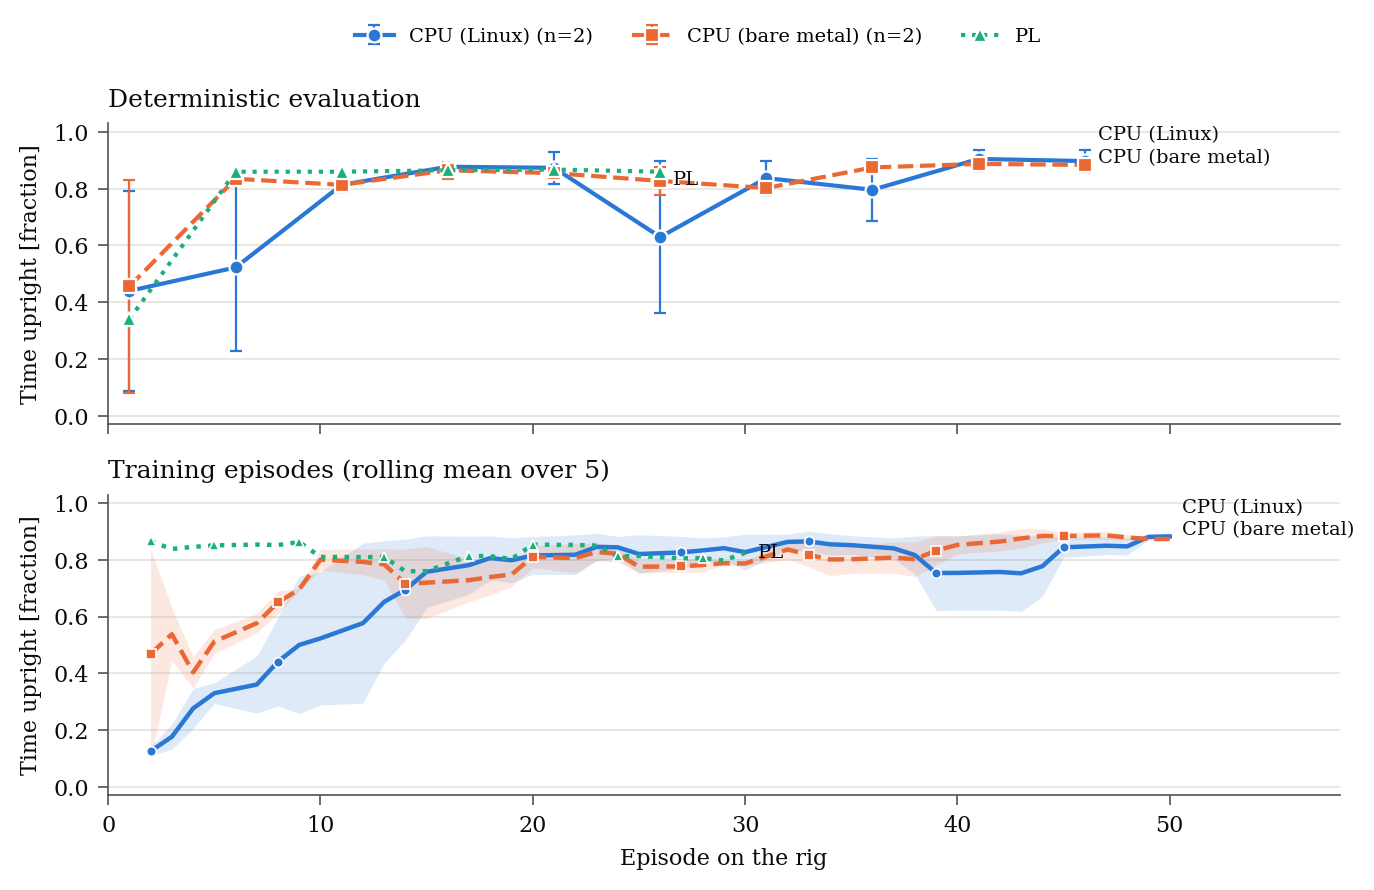 CPU (Linux) (n=2) CPU (bare metal) (n=2) PL
Deterministic evaluation
Time upright [fraction]
1.0
0.8
0.6
0.4
0.2
0.0
CPU (Linux)
CPU (bare metal)
PL
Training episodes (rolling mean over 5)
Time upright [fraction]
1.0
0.8
0.6
0.4
0.2
0.0
CPU (Linux)
CPU (bare metal)
PL
0 10 20 30 40 50
Episode on the rig